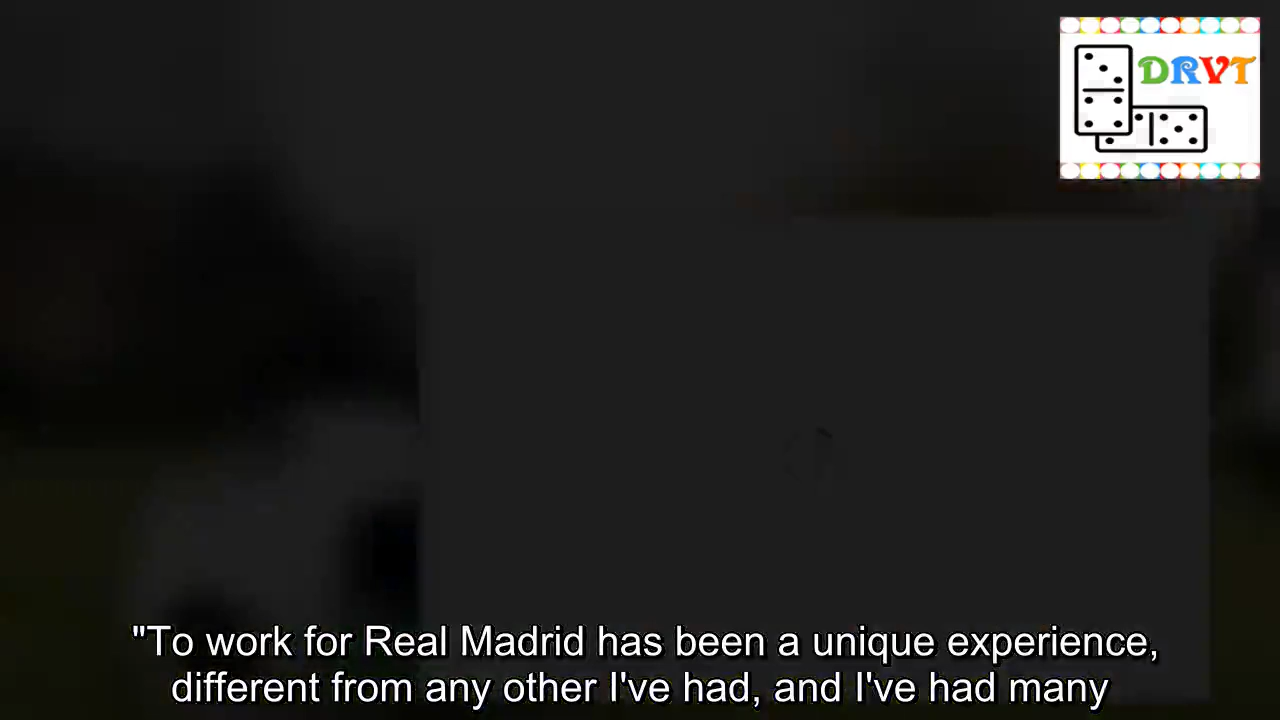 DRVT
"To work for Real Madrid has been a unique experience,
different from any other I've had, and I've had many